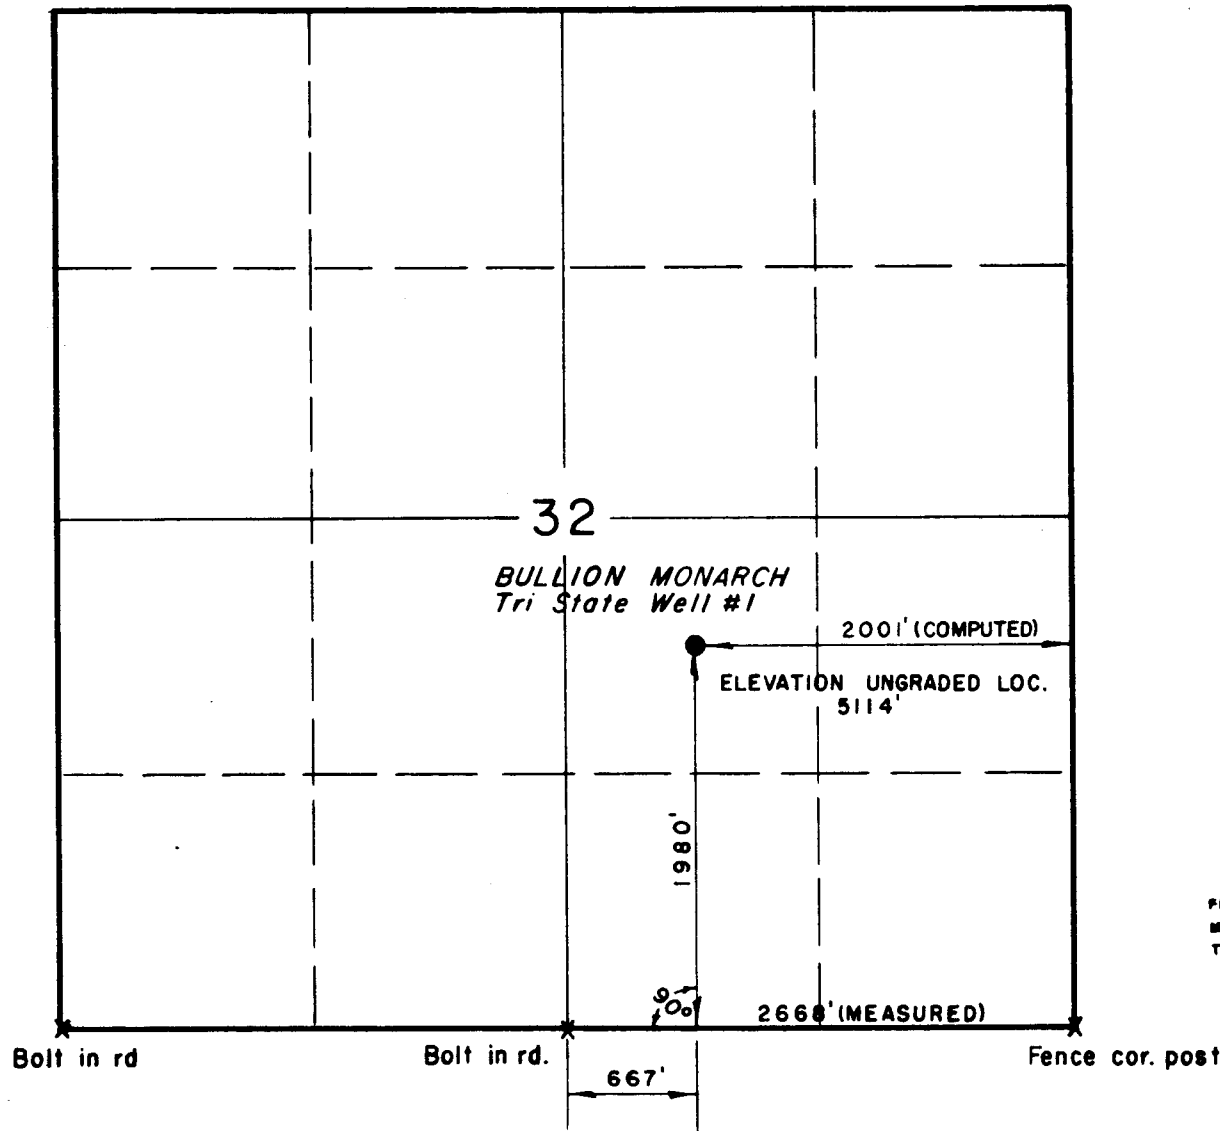 32
BULLION MONARCH
Tri State Well #1
2001' (COMPUTED)
ELEVATION UNGRADED LOC.
5114'
1980'
90°
2668' (MEASURED)
Bolt in rd
Bolt in rd.
Fence cor. post
667'